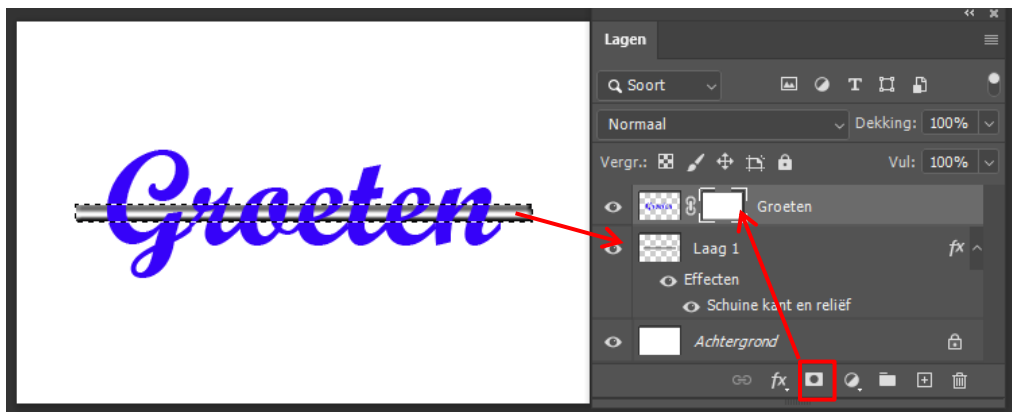 Lagen
Soort
T
Normaal Dekking: 100%
Vergr.: Vul: 100%
Groeten
Groeten
Laag 1 fx
Effecten
Schuine kant en reliëf
Achtergrond
fx